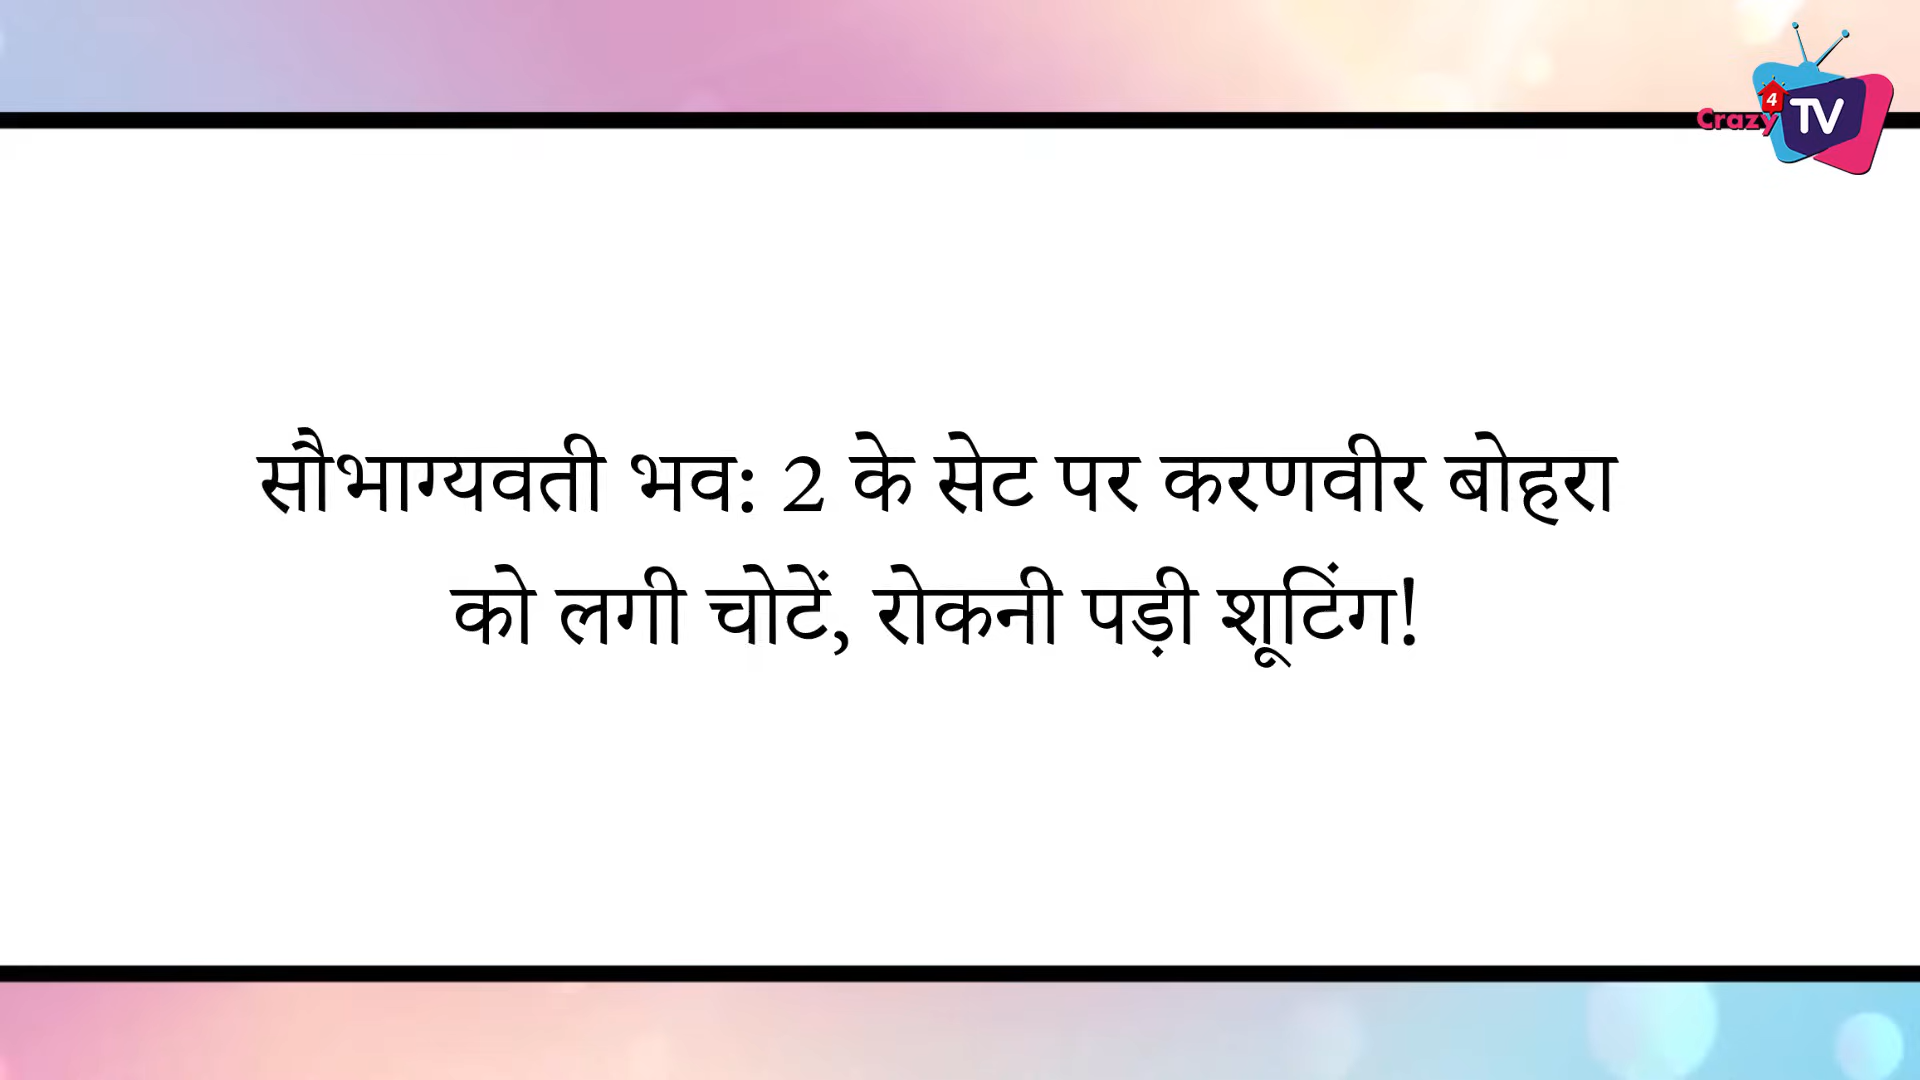 Crazy 4 TV
सौभाग्यवती भव: 2 के सेट पर करणवीर बोहरा
को लगी चोटें, रोकनी पड़ी शूटिंग!